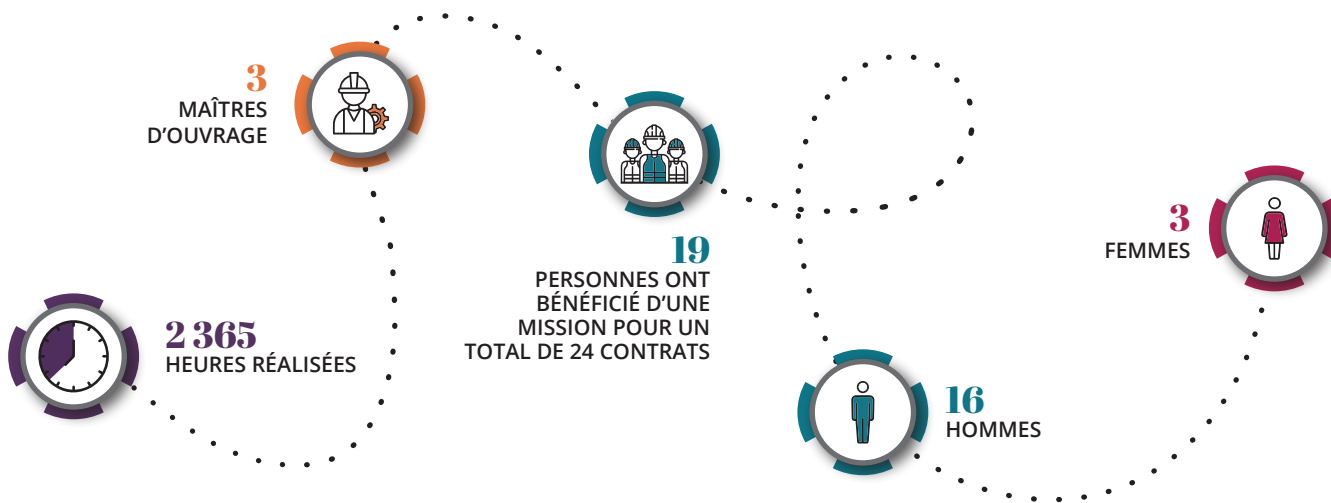 2 365
HEURES RÉALISÉES
3
MAÎTRES
D'OUVRAGE
19
PERSONNES ONT
BÉNÉFICIÉ D'UNE
MISSION POUR UN
TOTAL DE 24 CONTRATS
16
HOMMES
3
FEMMES